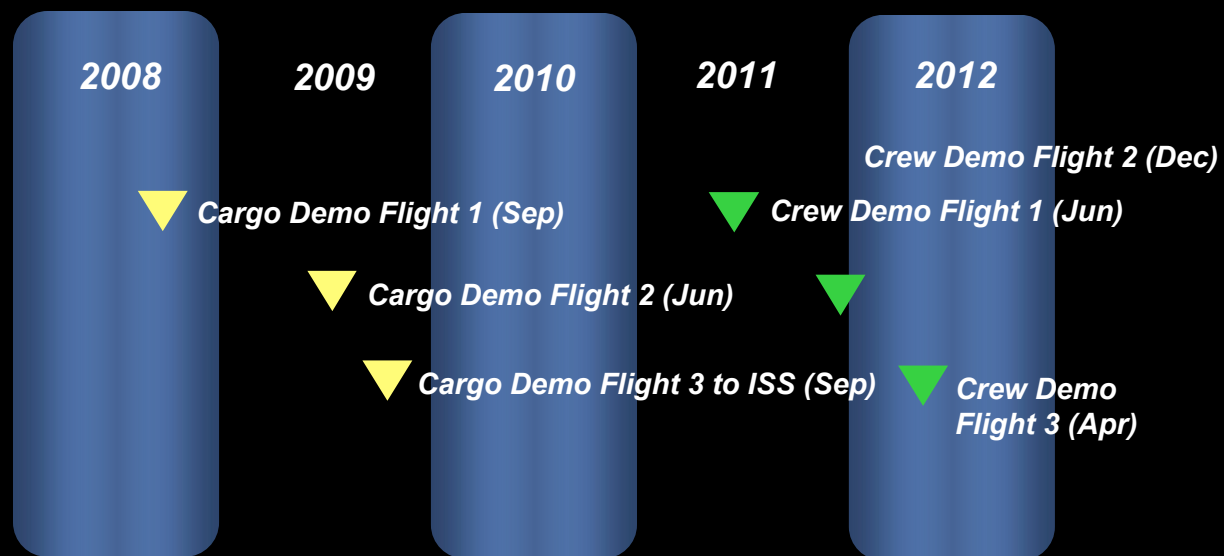 2008
2009
2010
2011
2012
Crew Demo Flight 2 (Dec)
Cargo Demo Flight 1 (Sep)
Crew Demo Flight 1 (Jun)
Cargo Demo Flight 2 (Jun)
Cargo Demo Flight 3 to ISS (Sep)
Crew Demo
Flight 3 (Apr)